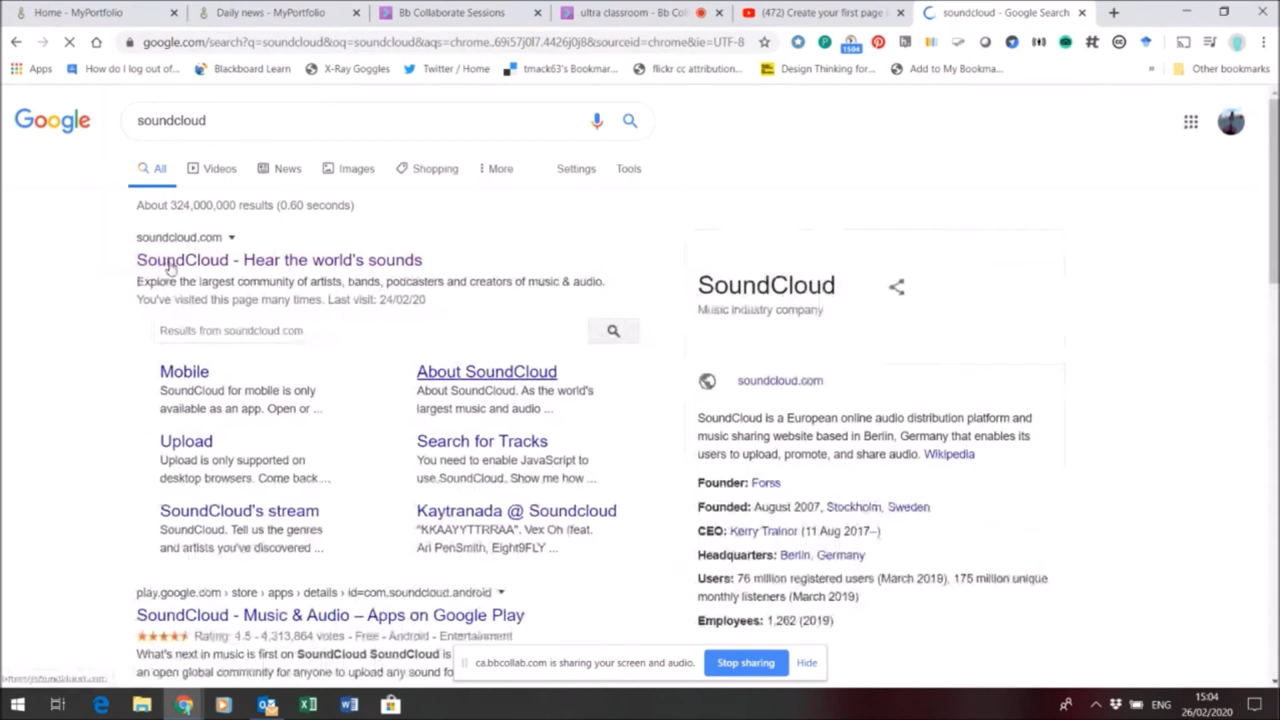 Home - MyPortfolio
Daily news - MyPortfolio
Bb Collaborate Sessions
ultra classroom - Bb Col
(472) Create your first page i
soundcloud - Google Search
google.com/search?q=soundcloud&oq=soundcloud&aqs=chrome..69i57j0l7.4426j0j8&sourceid=chrome&ie=UTF-8
1504
Apps
How do I log out of...
Blackboard Learn
X-Ray Goggles
Twitter / Home
tmack63's Bookmar...
flickr cc attribution...
Design Thinking for...
Add to My Bookma...
»
Other bookmarks
Google
soundcloud
All
Videos
News
Images
Shopping
More
Settings
Tools
About 324,000,000 results (0.60 seconds)
soundcloud.com
SoundCloud - Hear the world's sounds
Explore the largest community of artists, bands, podcasters and creators of music & audio.
You've visited this page many times. Last visit: 24/02/20
Results from soundcloud.com
Mobile
SoundCloud for mobile is only
available as an app. Open or ...
About SoundCloud
About SoundCloud. As the world's
largest music and audio ...
Upload
Upload is only supported on
desktop browsers. Come back ...
Search for Tracks
You need to enable JavaScript to
use SoundCloud. Show me how ...
SoundCloud's stream
SoundCloud. Tell us the genres
and artists you've discovered ...
Kaytranada @ Soundcloud
"KKAAYYTTRRAA". Vex Oh (feat.
Ari PenSmith, Eight9FLY ...
play.google.com › store › apps › details › id=com.soundcloud.android
SoundCloud - Music & Audio – Apps on Google Play
Rating: 4.5 - 4,313,864 votes - Free - Android - Entertainment
What's next in music is first on SoundCloud SoundCloud is
an open global community for anyone to upload any sound fo
SoundCloud
Music industry company
soundcloud.com
SoundCloud is a European online audio distribution platform and
music sharing website based in Berlin, Germany that enables its
users to upload, promote, and share audio. Wikipedia
Founder: Forss
Founded: August 2007, Stockholm, Sweden
CEO: Kerry Trainor (11 Aug 2017–)
Headquarters: Berlin, Germany
Users: 76 million registered users (March 2019), 175 million unique
monthly listeners (March 2019)
Employees: 1,262 (2019)
ca.bbcollab.com is sharing your screen and audio.
Stop sharing
Hide
ENG
15:04
26/02/2020